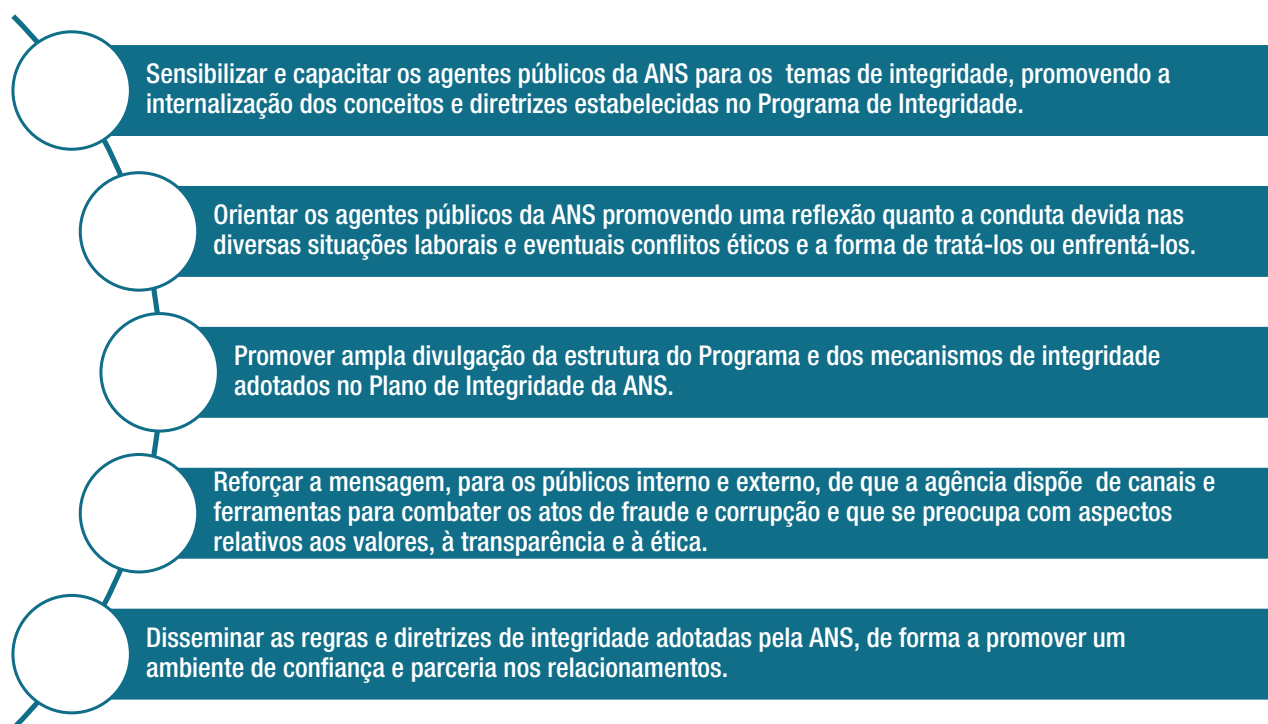 Sensibilizar e capacitar os agentes públicos da ANS para os  temas de integridade, promovendo a
internalização dos conceitos e diretrizes estabelecidas no Programa de Integridade.
Orientar os agentes públicos da ANS promovendo uma reflexão quanto a conduta devida nas
diversas situações laborais e eventuais conflitos éticos e a forma de tratá-los ou enfrentá-los.
Promover ampla divulgação da estrutura do Programa e dos mecanismos de integridade
adotados no Plano de Integridade da ANS.
Reforçar a mensagem, para os públicos interno e externo, de que a agência dispõe  de canais e
ferramentas para combater os atos de fraude e corrupção e que se preocupa com aspectos
relativos aos valores, à transparência e à ética.
Disseminar as regras e diretrizes de integridade adotadas pela ANS, de forma a promover um
ambiente de confiança e parceria nos relacionamentos.